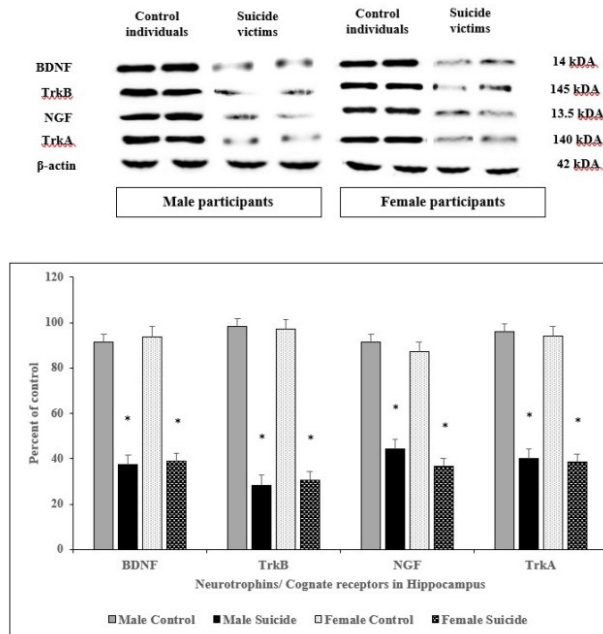 Control individuals Suicide victims Control individuals Suicide victims
BDNF 14 kDA
TrkB 145 kDA
NGF 13.5 kDA
TrkA 140 kDA
β-actin 42 kDA
Male participants Female participants
120
100
80
60
40
20
0
Percent of control
* * * * * * * *
BDNF TrkB NGF TrkA
Neurotrophins/ Cognate receptors in Hippocampus
Male Control Male Suicide Female Control Female Suicide